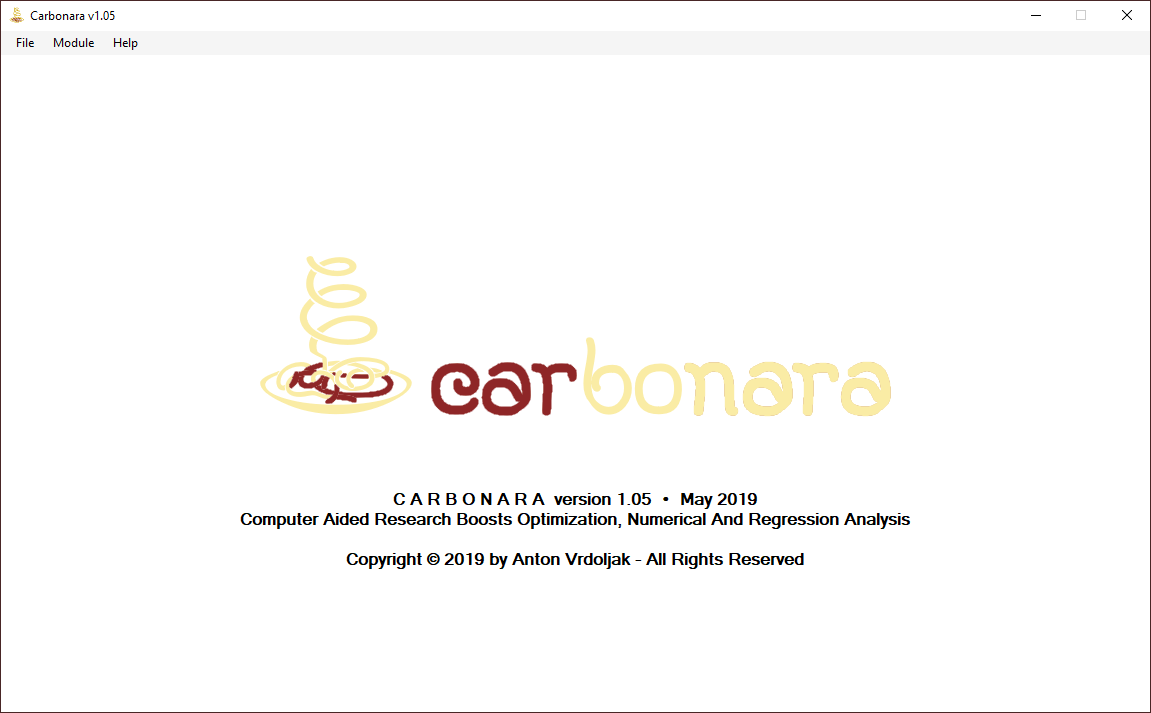 Carbonara v1.05
File Module Help
carbonara
C A R B O N A R A version 1.05 • May 2019
Computer Aided Research Boosts Optimization, Numerical And Regression Analysis
Copyright © 2019 by Anton Vrdoljak - All Rights Reserved